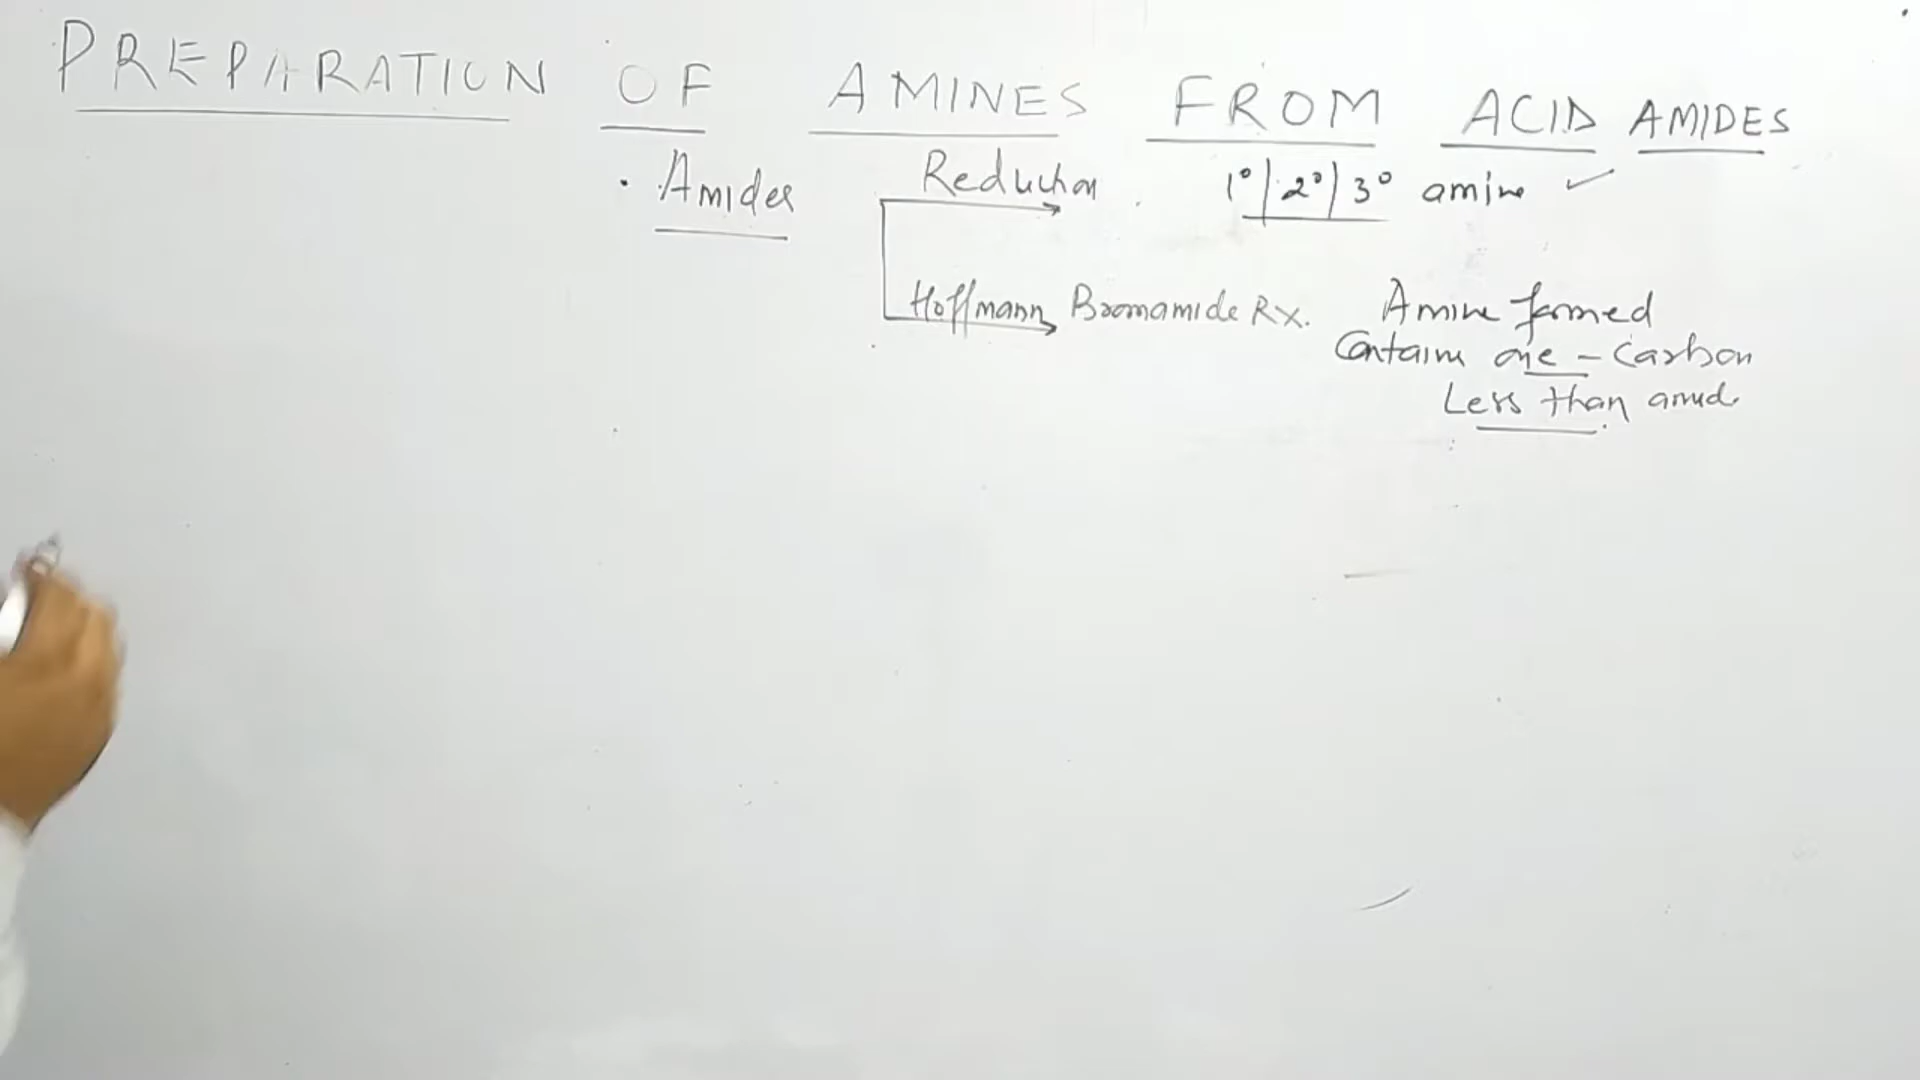 PREPARATION OF AMINES FROM ACID AMIDES
· Amides Reduction 1°/2°/3° amine ✓
Hoffmann Bromamide Rx. Amine formed
Contains one - Carbon
Less than amide